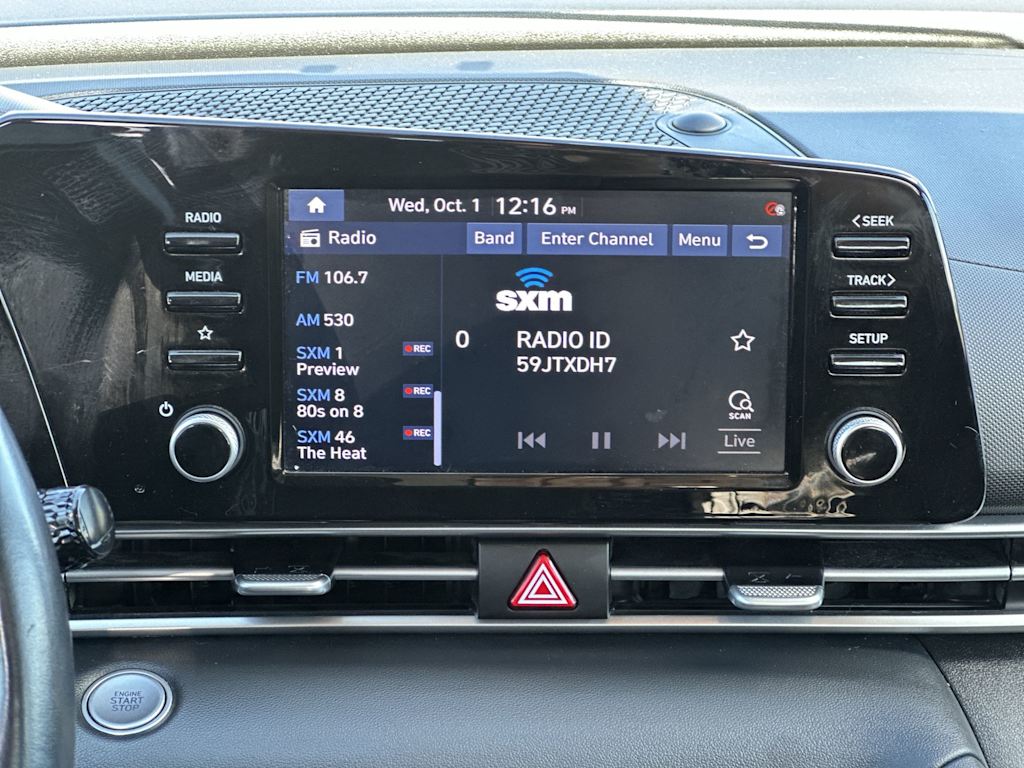 RADIO
MEDIA
Wed, Oct. 1 12:16 PM
Radio Band Enter Channel Menu
FM 106.7
AM 530
SXM 1 REC
Preview
SXM 8 REC
80s on 8
SXM 46 REC
The Heat
sxm
0 RADIO ID
59JTXDH7
SCAN
Live
< SEEK
TRACK >
SETUP
ENGINE
START
STOP